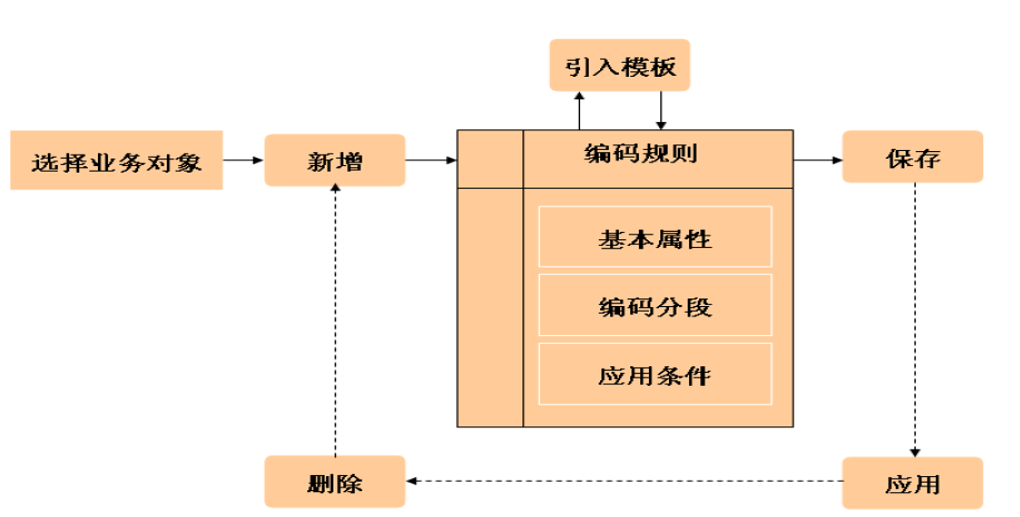 引入模板
选择业务对象
新增
编码规则
保存
基本属性
编码分段
应用条件
删除
应用